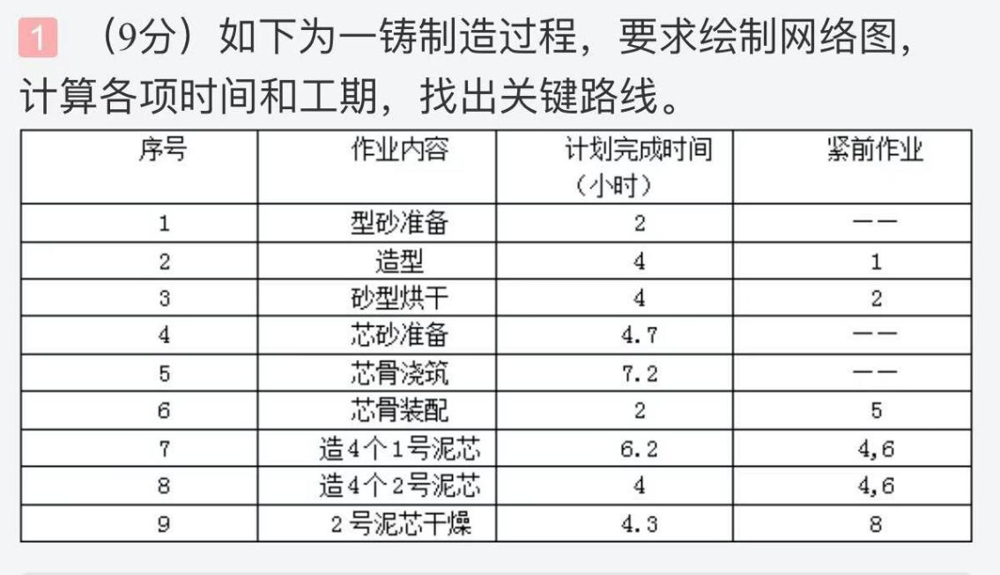 1 （9分）如下为一铸制造过程，要求绘制网络图，
计算各项时间和工期，找出关键路线。
序号 作业内容 计划完成时间（小时） 紧前作业
1 型砂准备 2 ——
2 造型 4 1
3 砂型烘干 4 2
4 芯砂准备 4.7 ——
5 芯骨浇筑 7.2 ——
6 芯骨装配 2 5
7 造4个1号泥芯 6.2 4,6
8 造4个2号泥芯 4 4,6
9 2号泥芯干燥 4.3 8